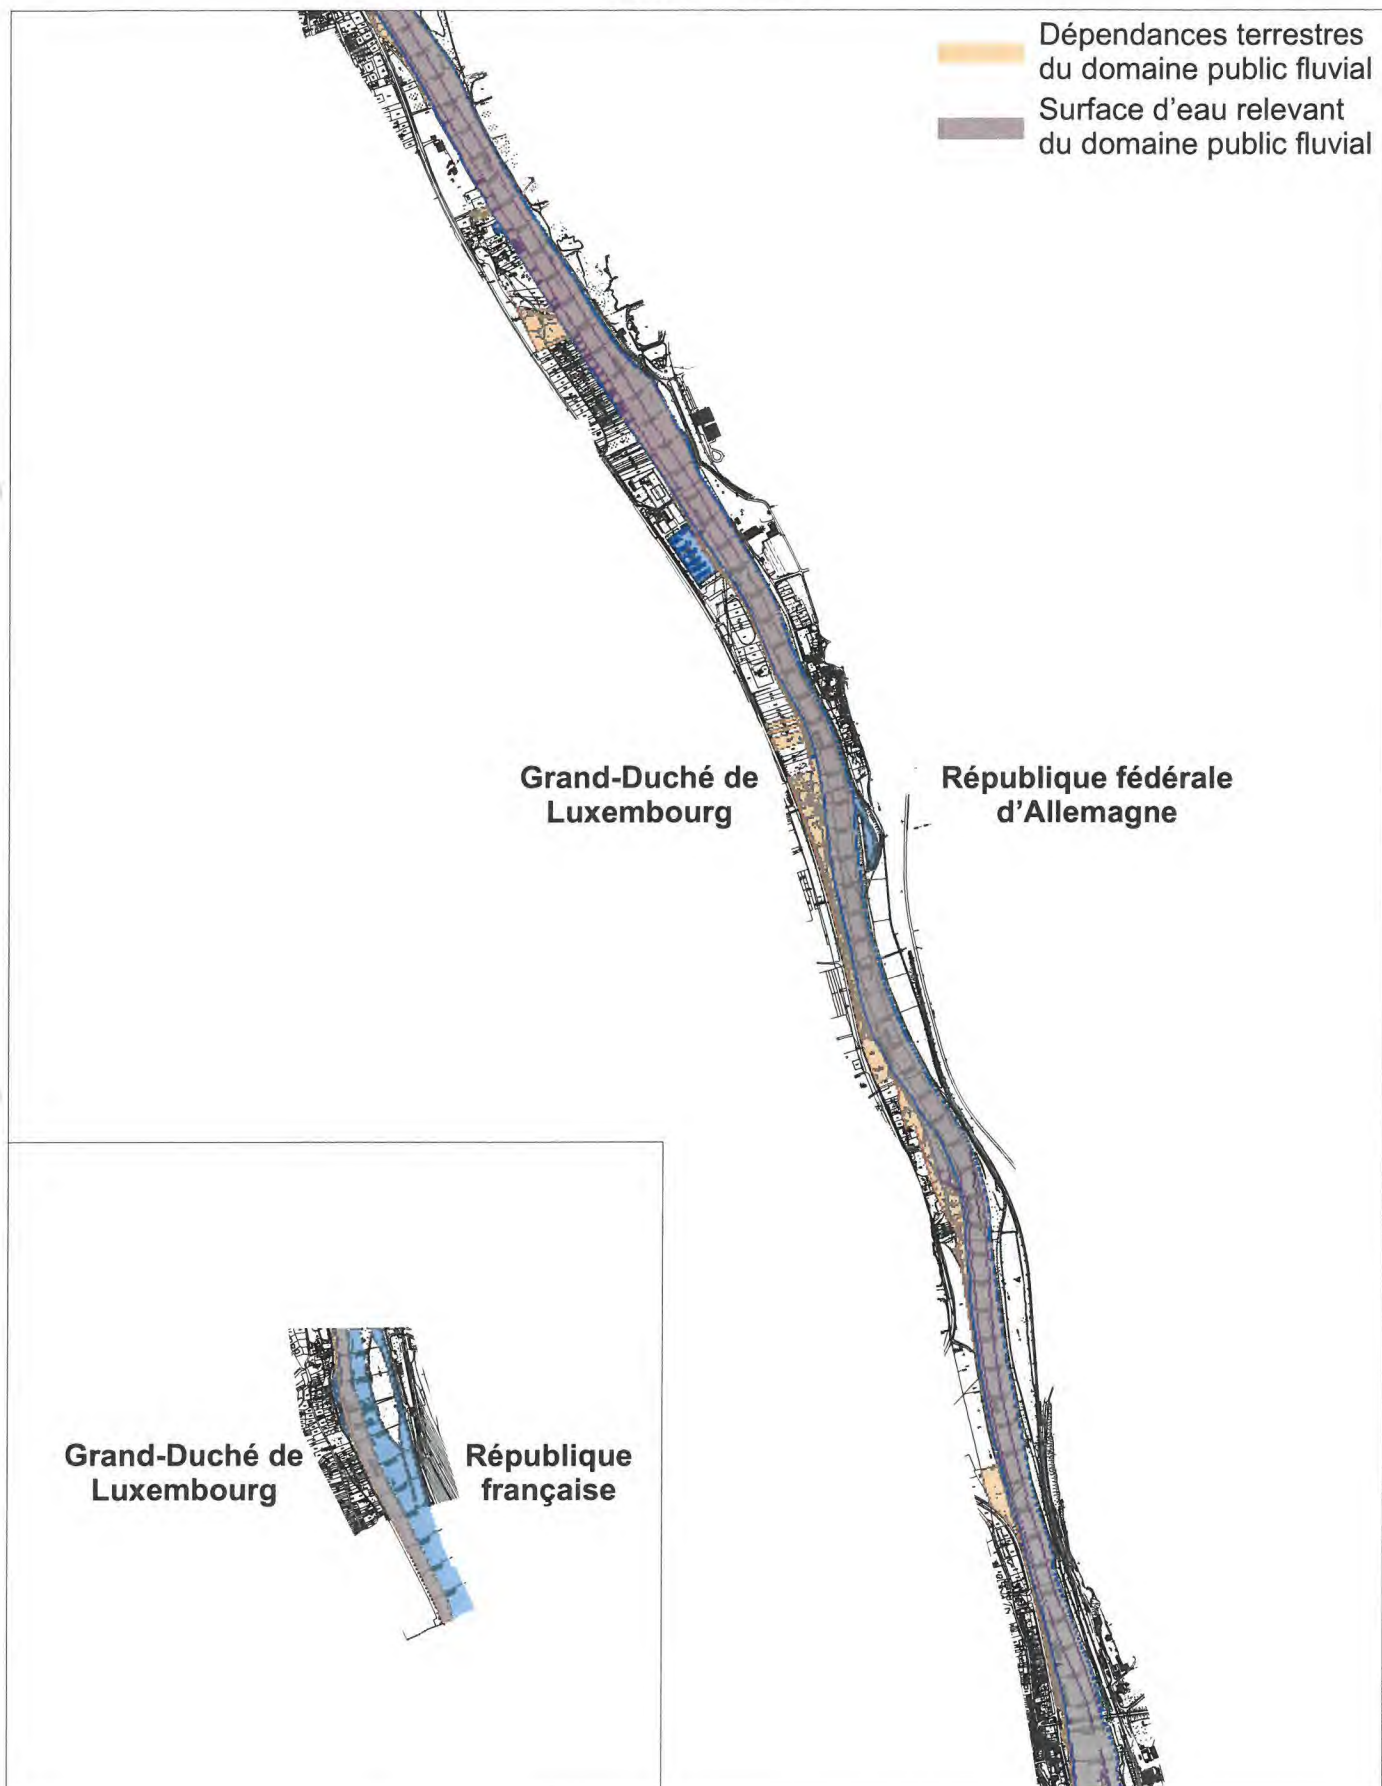 Dépendances terrestres
du domaine public fluvial
Surface d'eau relevant
du domaine public fluvial
Grand-Duché de
Luxembourg
République fédérale
d'Allemagne
Grand-Duché de
Luxembourg
République
française